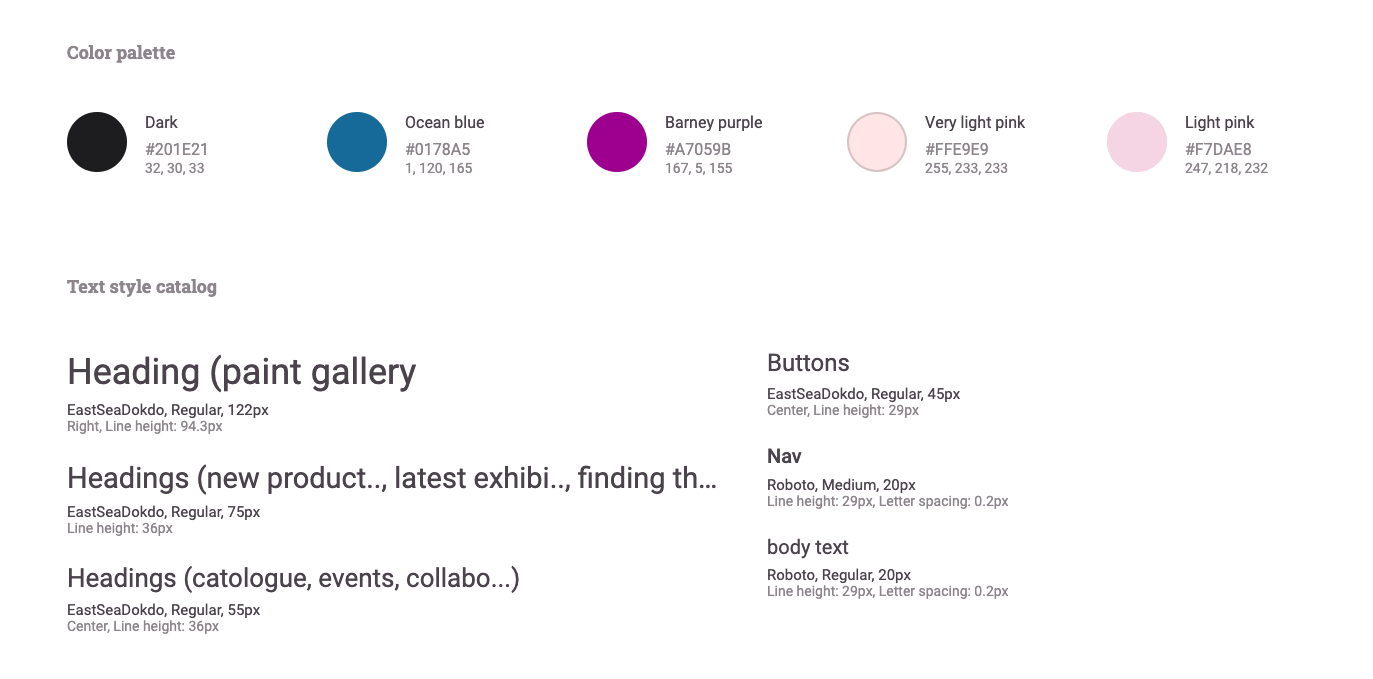 Color palette
Dark
#201E21
32, 30, 33
Ocean blue
#0178A5
1, 120, 165
Barney purple
#A7059B
167, 5, 155
Very light pink
#FFE9E9
255, 233, 233
Light pink
#F7DAE8
247, 218, 232
Text style catalog
Heading (paint gallery
EastSeaDokdo, Regular, 122px
Right, Line height: 94.3px
Headings (new product.., latest exhibi.., finding th...
EastSeaDokdo, Regular, 75px
Line height: 36px
Headings (catologue, events, collabo...)
EastSeaDokdo, Regular, 55px
Center, Line height: 36px
Buttons
EastSeaDokdo, Regular, 45px
Center, Line height: 29px
Nav
Roboto, Medium, 20px
Line height: 29px, Letter spacing: 0.2px
body text
Roboto, Regular, 20px
Line height: 29px, Letter spacing: 0.2px